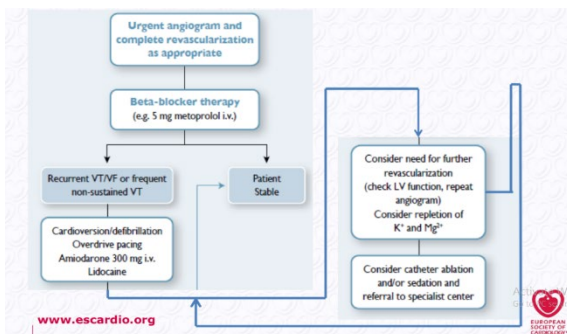 Urgent angiogram and
complete revascularization
as appropriate
Beta-blocker therapy
(e.g. 5 mg metoprolol i.v.)
Recurrent VT/VF or frequent
non-sustained VT
Patient
Stable
Cardioversion/defibrillation
Overdrive pacing
Amiodarone 300 mg i.v.
Lidocaine
Consider need for further
revascularization
(check LV function, repeat
angiogram)
Consider repletion of
K⁺ and Mg²⁺
Consider catheter ablation
and/or sedation and
referral to specialist center
www.escardio.org
EUROPEAN
SOCIETY OF
CARDIOLOGY